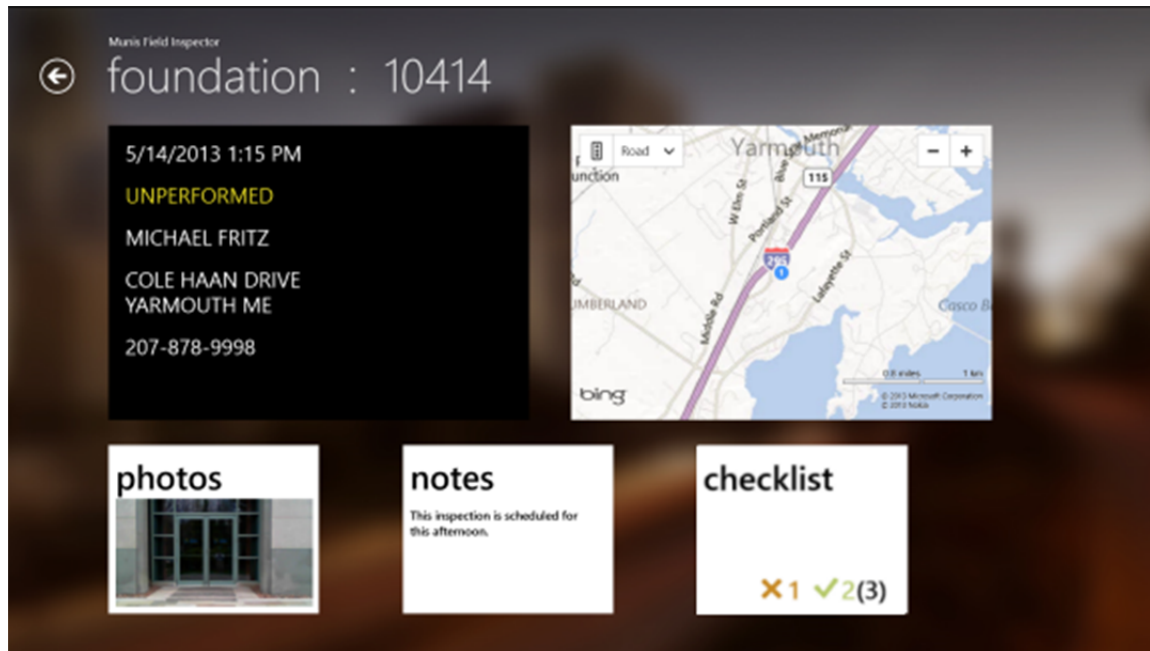 Munis Field Inspector
foundation : 10414
5/14/2013 1:15 PM
UNPERFORMED
MICHAEL FRITZ
COLE HAAN DRIVE
YARMOUTH ME
207-878-9998
Road
Yarmouth
Memorial
Blue
unction
115
W Elm St
Portland St
295
1
Lafayette St
UMBERLAND
Middle Rd
Casco B
0.8 miles
1 km
bing
© 2013 Microsoft Corporation
© 2013 Nokia
photos
notes
This inspection is scheduled for
this afternoon.
checklist
1 2(3)